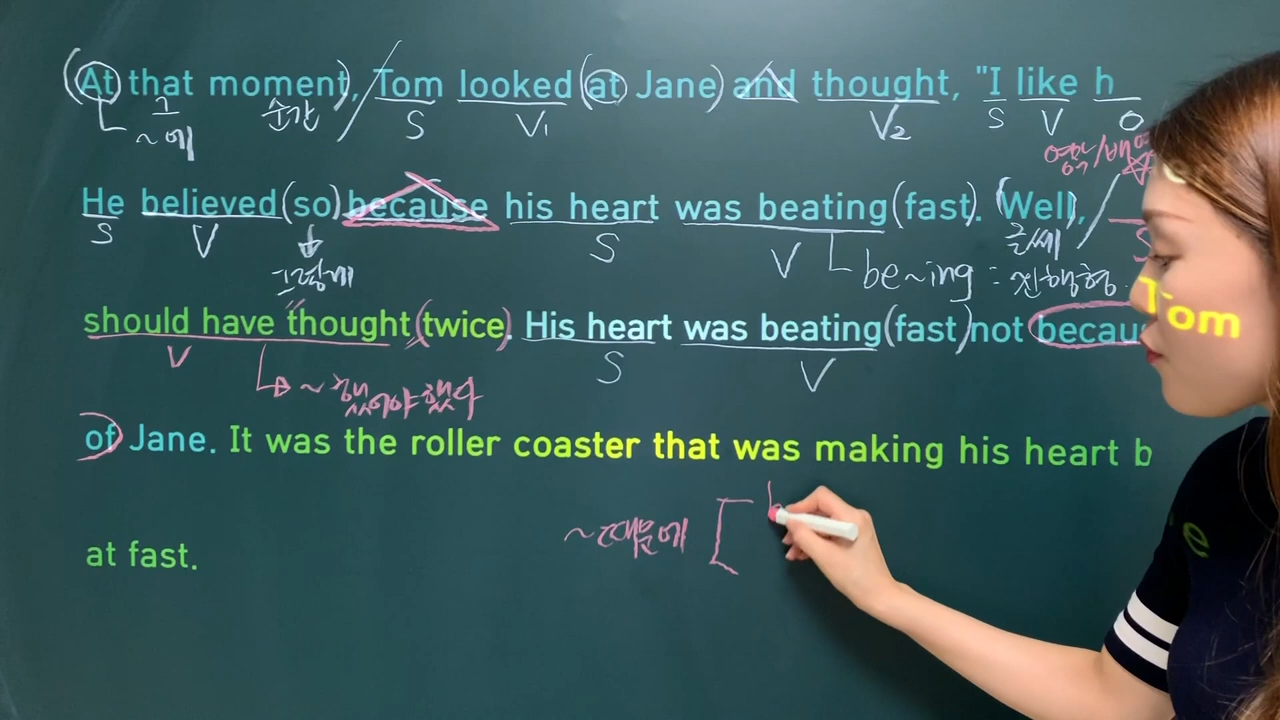 At that moment, Tom looked at Jane and thought, "I like h
S V₁ V₂ S V O
~에 그 순간
He believed (so) because his heart was beating (fast). Well,
S V S V 글쎄 S
그렇게 be~ing : 진행형
should have thought (twice). His heart was beating (fast) not becau Tom
V S V
~했어야 했다
of Jane. It was the roller coaster that was making his heart b e
~때문에 [ b
at fast.